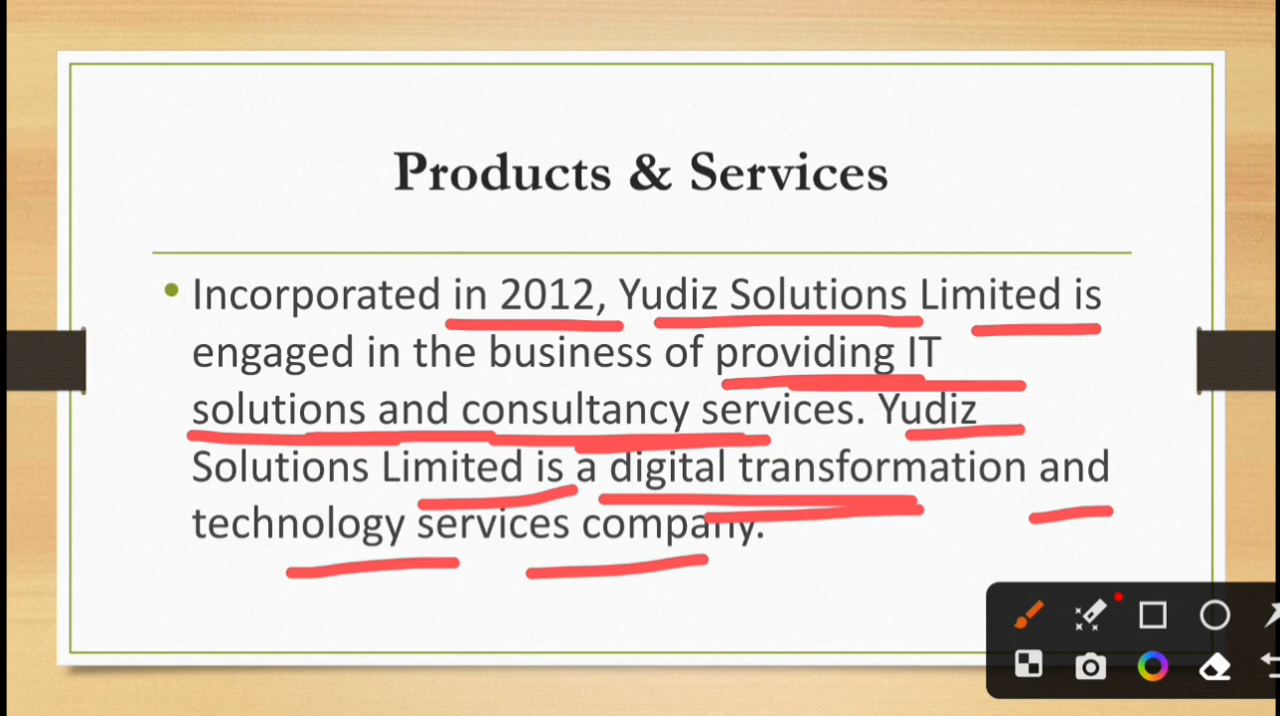 Products & Services
• Incorporated in 2012, Yudiz Solutions Limited is
engaged in the business of providing IT
solutions and consultancy services. Yudiz
Solutions Limited is a digital transformation and
technology services company.